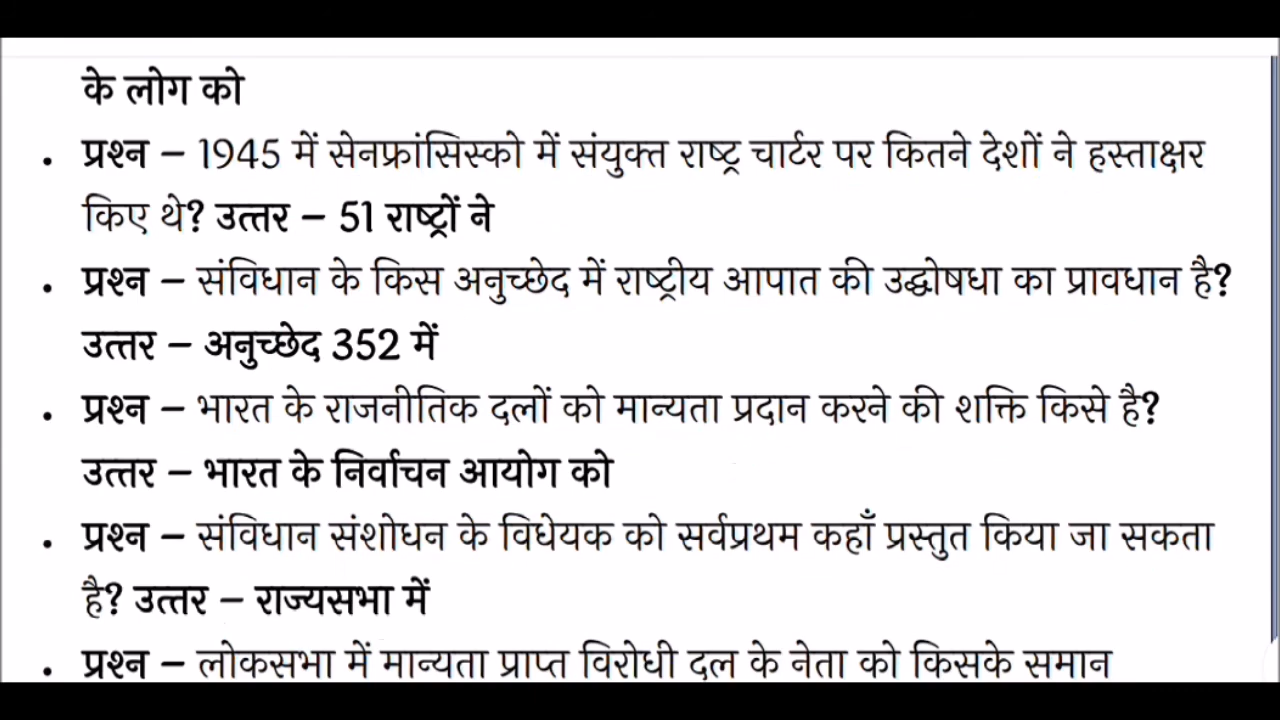 के लोग को
• प्रश्न – 1945 में सेनफ्रांसिस्को में संयुक्त राष्ट्र चार्टर पर कितने देशों ने हस्ताक्षर
किए थे? उत्तर – 51 राष्ट्रों ने
• प्रश्न – संविधान के किस अनुच्छेद में राष्ट्रीय आपात की उद्घोषधा का प्रावधान है?
उत्तर – अनुच्छेद 352 में
• प्रश्न – भारत के राजनीतिक दलों को मान्यता प्रदान करने की शक्ति किसे है?
उत्तर – भारत के निर्वाचन आयोग को
• प्रश्न – संविधान संशोधन के विधेयक को सर्वप्रथम कहाँ प्रस्तुत किया जा सकता
है? उत्तर – राज्यसभा में
• प्रश्न – लोकसभा में मान्यता प्राप्त विरोधी दल के नेता को किसके समान